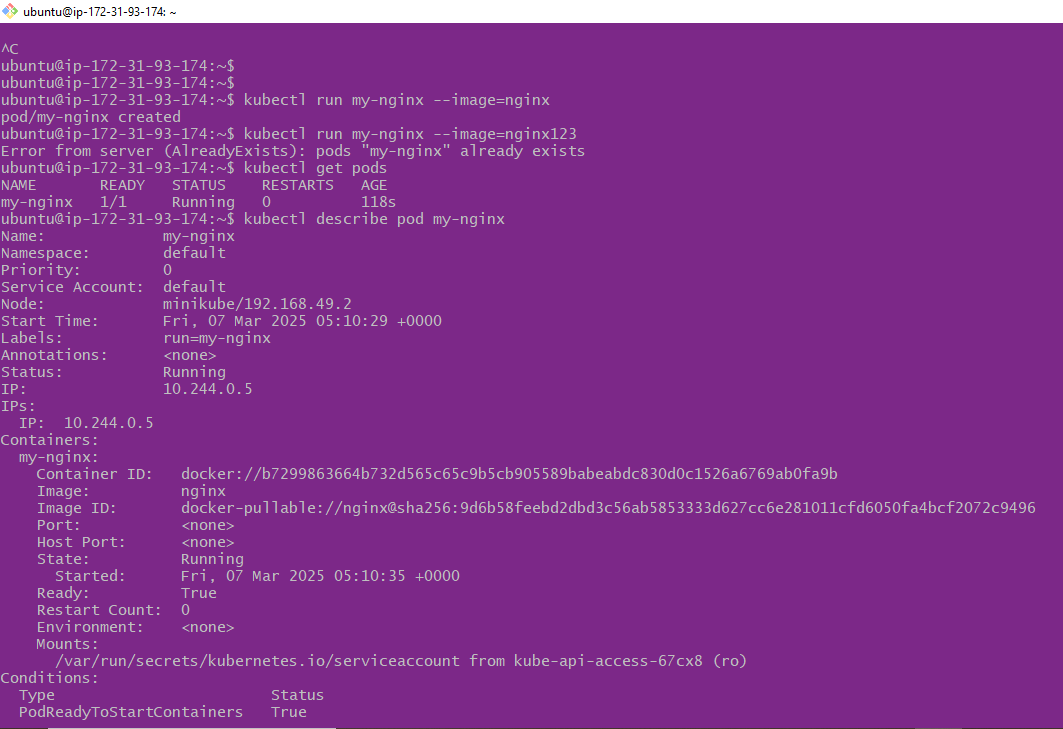 ubuntu@ip-172-31-93-174: ~
^C
ubuntu@ip-172-31-93-174:~$
ubuntu@ip-172-31-93-174:~$
ubuntu@ip-172-31-93-174:~$ kubectl run my-nginx --image=nginx
pod/my-nginx created
ubuntu@ip-172-31-93-174:~$ kubectl run my-nginx --image=nginx123
Error from server (AlreadyExists): pods "my-nginx" already exists
ubuntu@ip-172-31-93-174:~$ kubectl get pods
NAME       READY   STATUS    RESTARTS   AGE
my-nginx   1/1     Running   0          118s
ubuntu@ip-172-31-93-174:~$ kubectl describe pod my-nginx
Name:             my-nginx
Namespace:        default
Priority:         0
Service Account:  default
Node:             minikube/192.168.49.2
Start Time:       Fri, 07 Mar 2025 05:10:29 +0000
Labels:           run=my-nginx
Annotations:      <none>
Status:           Running
IP:               10.244.0.5
IPs:
  IP:  10.244.0.5
Containers:
  my-nginx:
    Container ID:   docker://b7299863664b732d565c65c9b5cb905589babeabdc830d0c1526a6769ab0fa9b
    Image:          nginx
    Image ID:       docker-pullable://nginx@sha256:9d6b58feebd2dbd3c56ab5853333d627cc6e281011cfd6050fa4bcf2072c9496
    Port:           <none>
    Host Port:      <none>
    State:          Running
      Started:      Fri, 07 Mar 2025 05:10:35 +0000
    Ready:          True
    Restart Count:  0
    Environment:    <none>
    Mounts:
      /var/run/secrets/kubernetes.io/serviceaccount from kube-api-access-67cx8 (ro)
Conditions:
  Type                        Status
  PodReadyToStartContainers   True